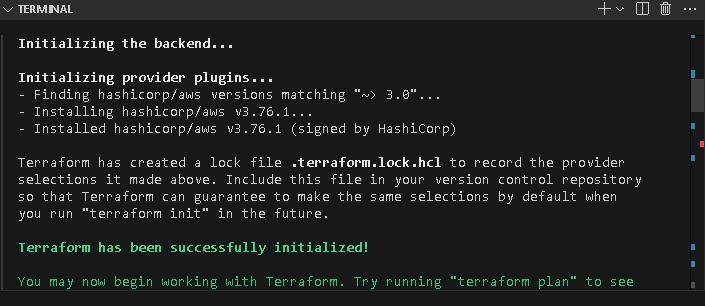 TERMINAL
Initializing the backend...
Initializing provider plugins...
- Finding hashicorp/aws versions matching "~> 3.0"...
- Installing hashicorp/aws v3.76.1...
- Installed hashicorp/aws v3.76.1 (signed by HashiCorp)
Terraform has created a lock file .terraform.lock.hcl to record the provider
selections it made above. Include this file in your version control repository
so that Terraform can guarantee to make the same selections by default when
you run "terraform init" in the future.
Terraform has been successfully initialized!
You may now begin working with Terraform. Try running "terraform plan" to see